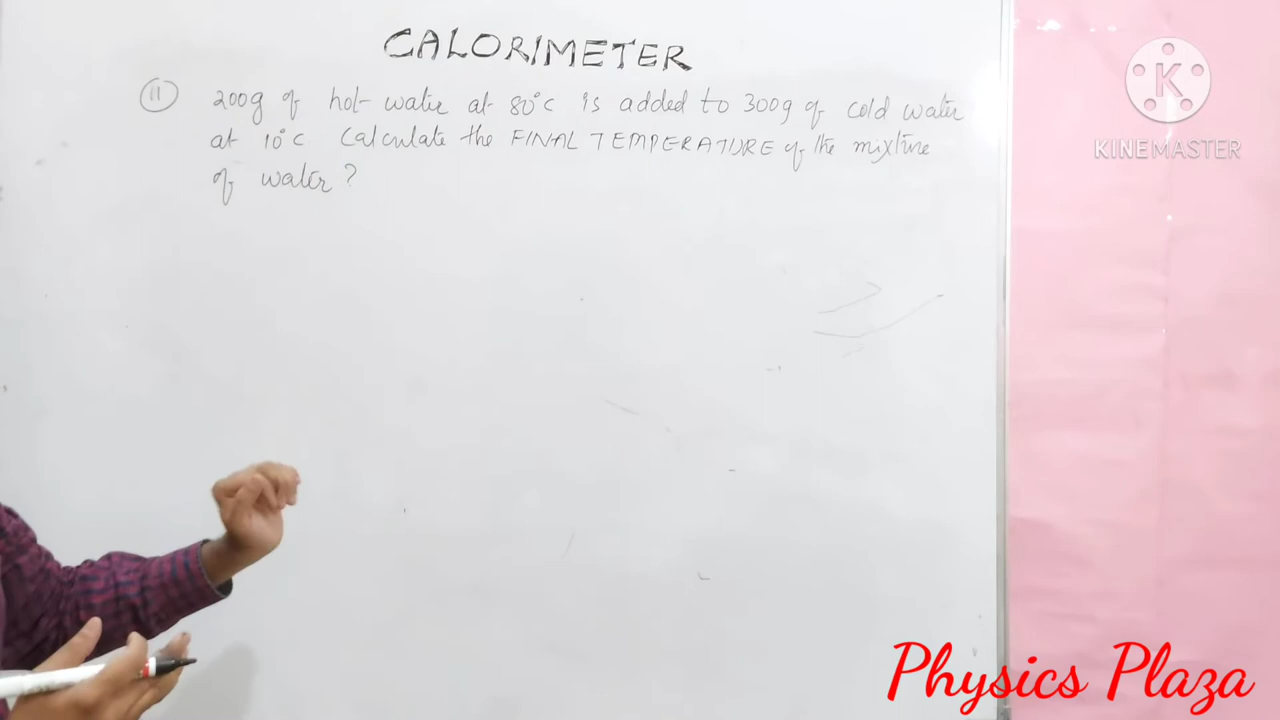 CALORIMETER
11 200g of hot water at 80°C is added to 300g of cold water
at 10°C Calculate the FINAL TEMPERATURE of the mixture
of water?
K
KINEMASTER
Physics Plaza